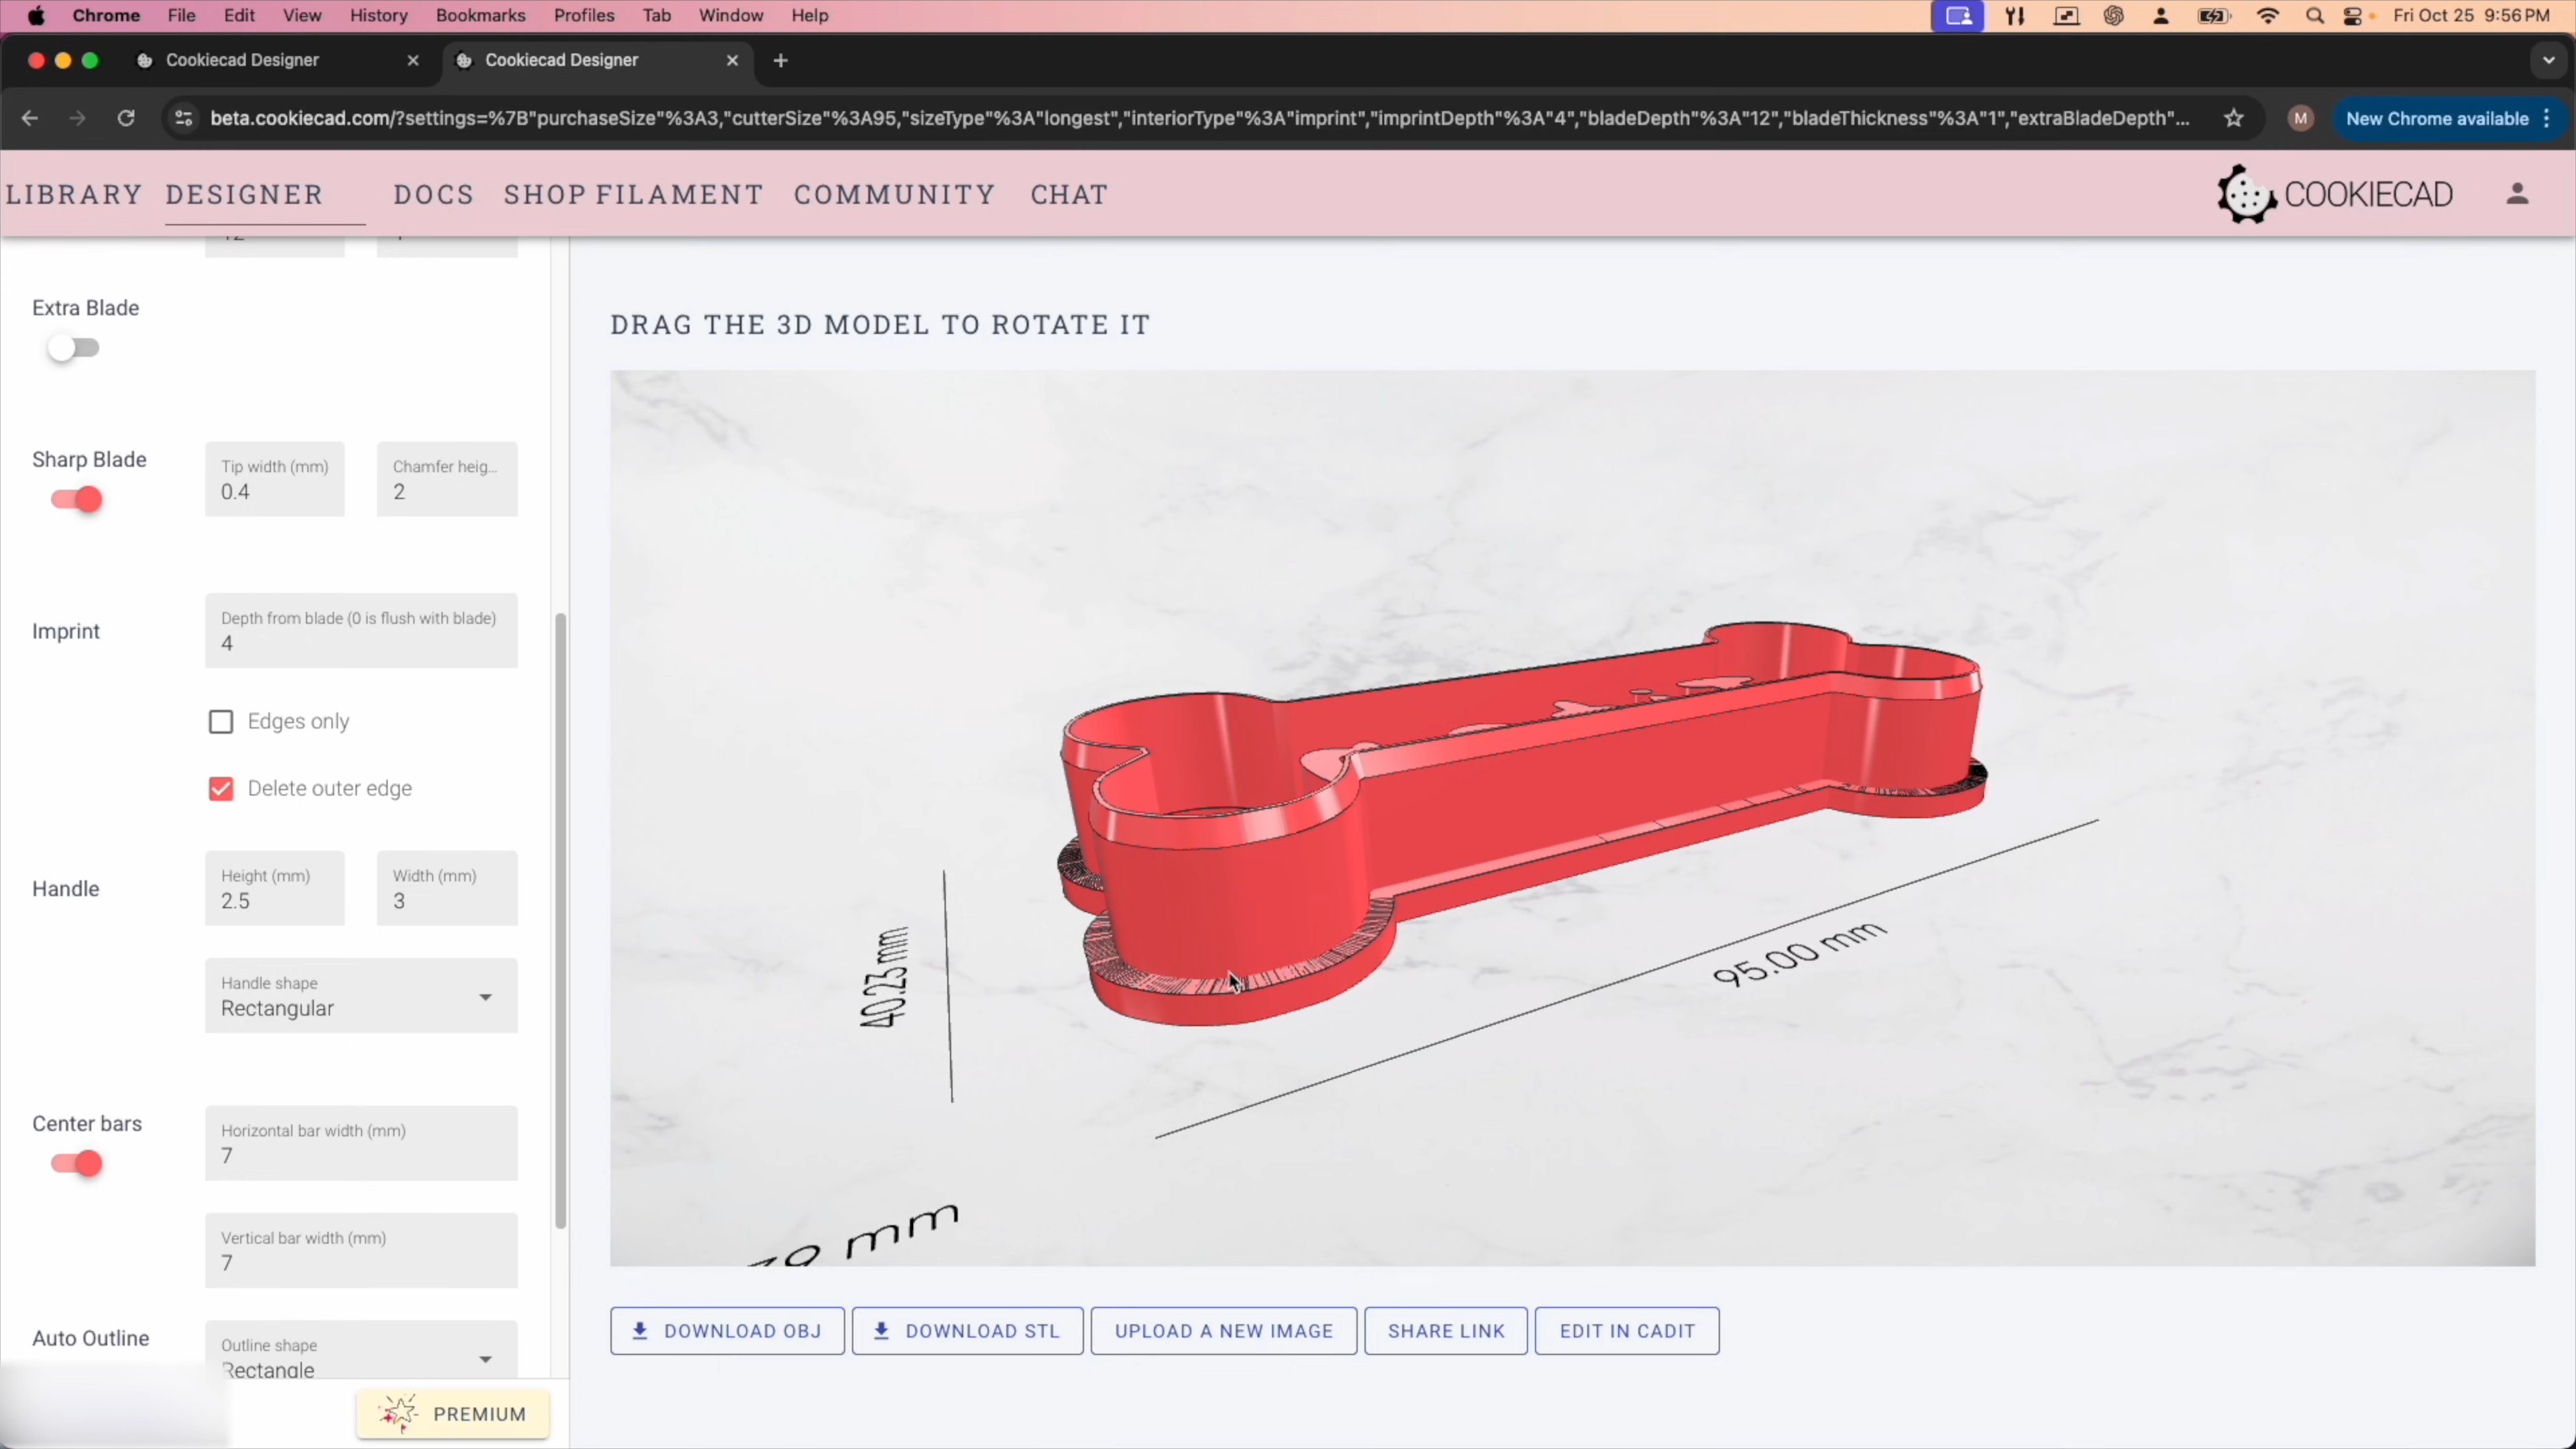 Chrome File Edit View History Bookmarks Profiles Tab Window Help Fri Oct 25 9:56 PM
Cookiecad Designer Cookiecad Designer
beta.cookiecad.com/?settings=%7B"purchaseSize"%3A3,"cutterSize"%3A95,"sizeType"%3A"longest","interiorType"%3A"imprint","imprintDepth"%3A"4","bladeDepth"%3A"12","bladeThickness"%3A"1","extraBladeDepth"... M New Chrome available
LIBRARY DESIGNER DOCS SHOP FILAMENT COMMUNITY CHAT COOKIECAD
Extra Blade
Sharp Blade
Tip width (mm)
0.4
Chamfer heig...
2
Imprint
Depth from blade (0 is flush with blade)
4
Edges only
Delete outer edge
Handle
Height (mm)
2.5
Width (mm)
3
Handle shape
Rectangular
Center bars
Horizontal bar width (mm)
7
Vertical bar width (mm)
7
Auto Outline
Outline shape
Rectangle
PREMIUM
DRAG THE 3D MODEL TO ROTATE IT
40.23 mm
95.00 mm
mm
DOWNLOAD OBJ DOWNLOAD STL UPLOAD A NEW IMAGE SHARE LINK EDIT IN CADIT